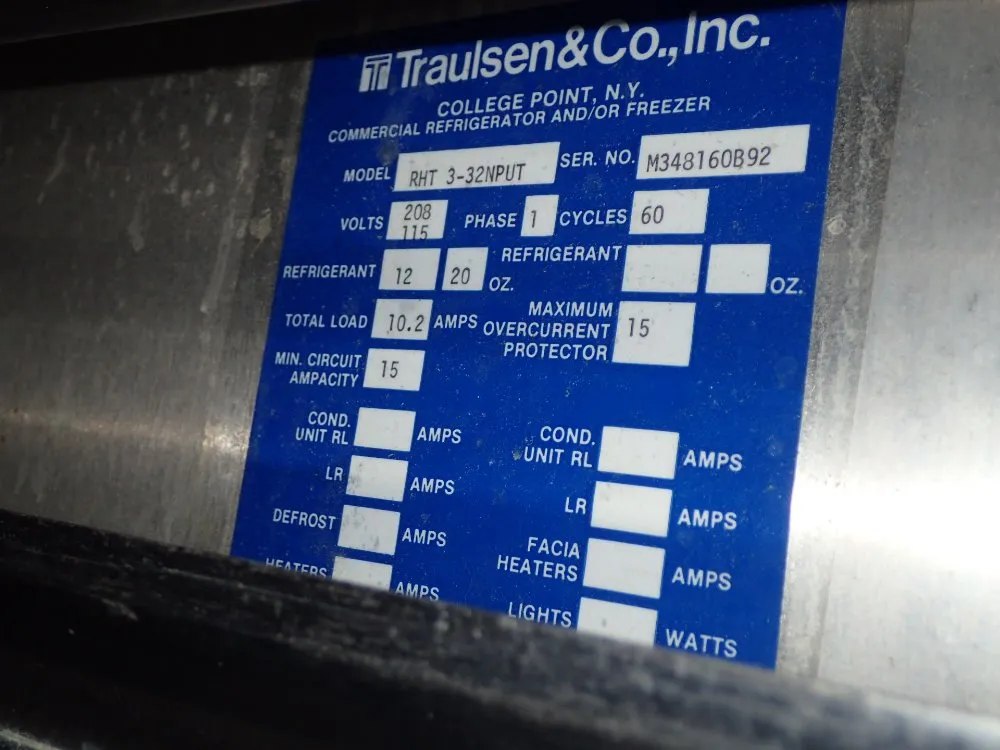 Traulsen&Co.,Inc.
COLLEGE POINT, N.Y.
COMMERCIAL REFRIGERATOR AND/OR FREEZER
MODEL RHT 3-32NPUT SER. NO. M348160B92
VOLTS 208 115 PHASE 1 CYCLES 60
REFRIGERANT 12 20 OZ. REFRIGERANT OZ.
TOTAL LOAD 10.2 AMPS MAXIMUM OVERCURRENT PROTECTOR 15
MIN. CIRCUIT AMPACITY 15
COND. UNIT RL AMPS COND. UNIT RL AMPS
LR AMPS LR AMPS
DEFROST AMPS FACIA HEATERS AMPS
HEATERS AMPS LIGHTS WATTS